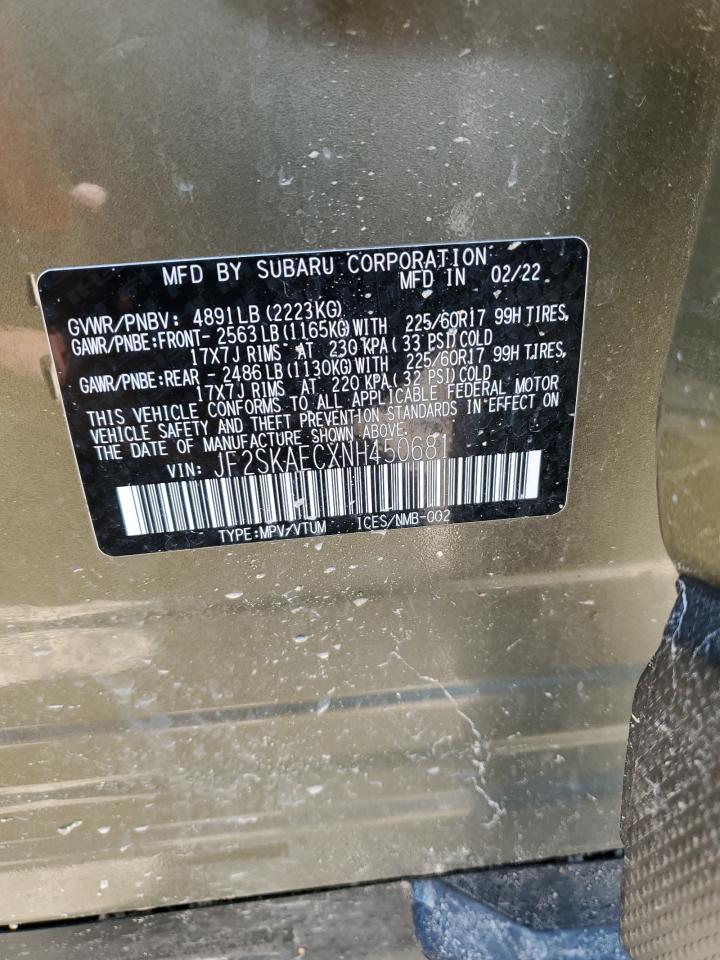 MFD BY SUBARU CORPORATION
MFD IN 02/22
GVWR/PNBV: 4891LB (2223KG)
GAWR/PNBE:FRONT- 2563 LB (1165KG) WITH 225/60R17 99H TIRES,
17X7J RIMS AT 230 KPA ( 33 PSI) COLD
GAWR/PNBE:REAR - 2486 LB (1130KG) WITH 225/60R17 99H TIRES,
17X7J RIMS AT 220 KPA ( 32 PSI) COLD
THIS VEHICLE CONFORMS TO ALL APPLICABLE FEDERAL MOTOR
VEHICLE SAFETY AND THEFT PREVENTION STANDARDS IN EFFECT ON
THE DATE OF MANUFACTURE SHOWN ABOVE.
VIN: JF2SKAECXNH450681
TYPE:MPV/VTUM ICES/NMB-002